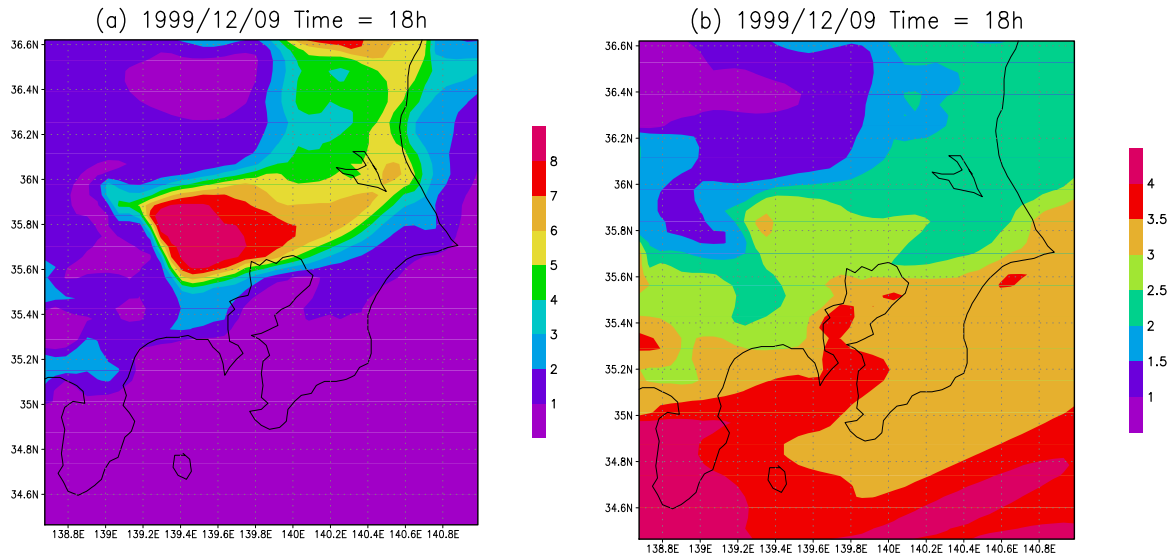 (a) 1999/12/09 Time = 18h
36.6N
36.4N
36.2N
36N
35.8N
35.6N
35.4N
35.2N
35N
34.8N
34.6N
138.8E 139E 139.2E 139.4E 139.6E 139.8E 140E 140.2E 140.4E 140.6E 140.8E
8
7
6
5
4
3
2
1
(b) 1999/12/09 Time = 18h
36.6N
36.4N
36.2N
36N
35.8N
35.6N
35.4N
35.2N
35N
34.8N
34.6N
138.8E 139E 139.2E 139.4E 139.6E 139.8E 140E 140.2E 140.4E 140.6E 140.8E
4
3.5
3
2.5
2
1.5
1